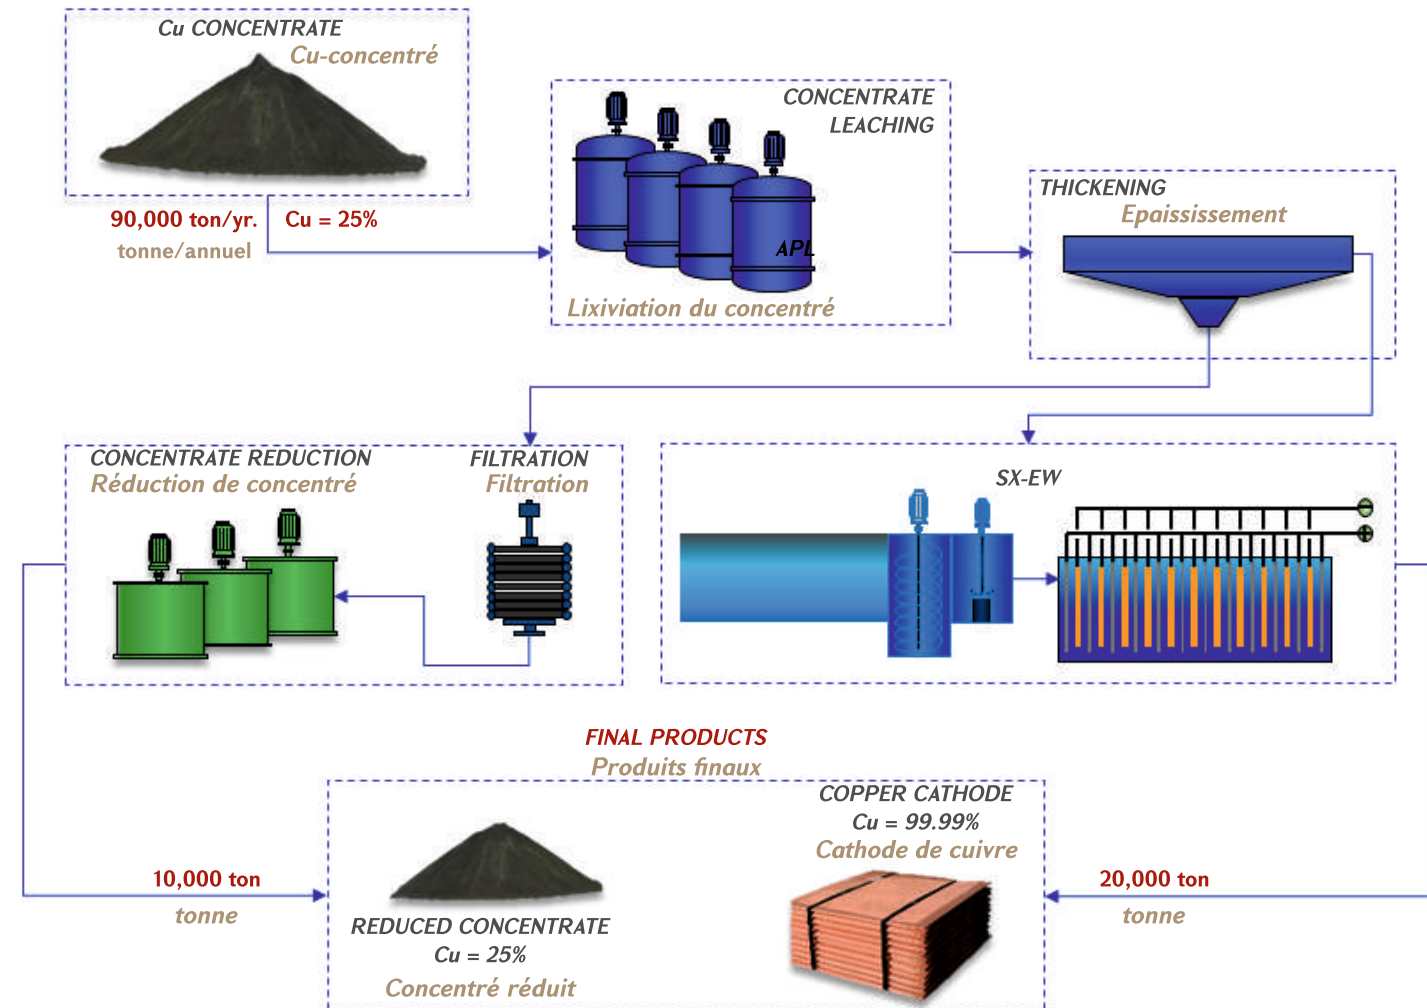 Cu CONCENTRATE
Cu-concentré
90,000 ton/yr.
Cu = 25%
tonne/annuel
CONCENTRATE
LEACHING
APL
Lixiviation du concentré
THICKENING
Epaississement
CONCENTRATE REDUCTION
Réduction de concentré
FILTRATION
Filtration
SX-EW
FINAL PRODUCTS
Produits finaux
10,000 ton
tonne
REDUCED CONCENTRATE
Cu = 25%
Concentré réduit
COPPER CATHODE
Cu = 99.99%
Cathode de cuivre
20,000 ton
tonne